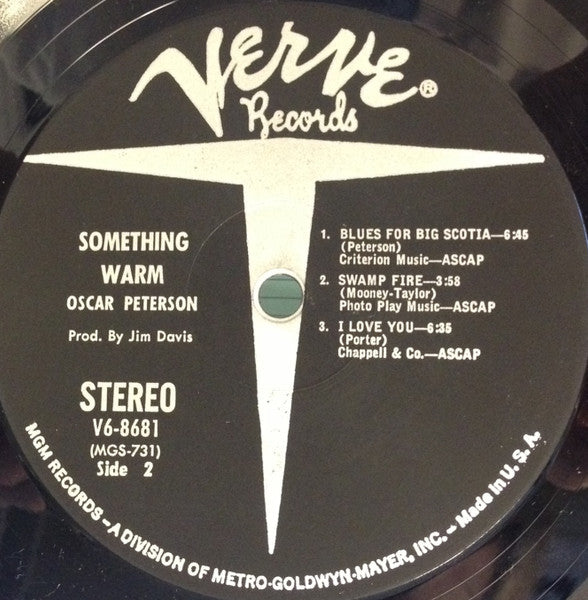 VERVE®
Records
SOMETHING
WARM
OSCAR PETERSON
Prod. By Jim Davis
STEREO
V6-8681
(MGS-731)
Side 2
1. BLUES FOR BIG SCOTIA—6:45
(Peterson)
Criterion Music—ASCAP
2. SWAMP FIRE—3:58
(Mooney-Taylor)
Photo Play Music—ASCAP
3. I LOVE YOU—6:35
(Porter)
Chappell & Co.—ASCAP
MGM RECORDS—A DIVISION OF METRO-GOLDWYN-MAYER, INC. – Made in U. S. A.